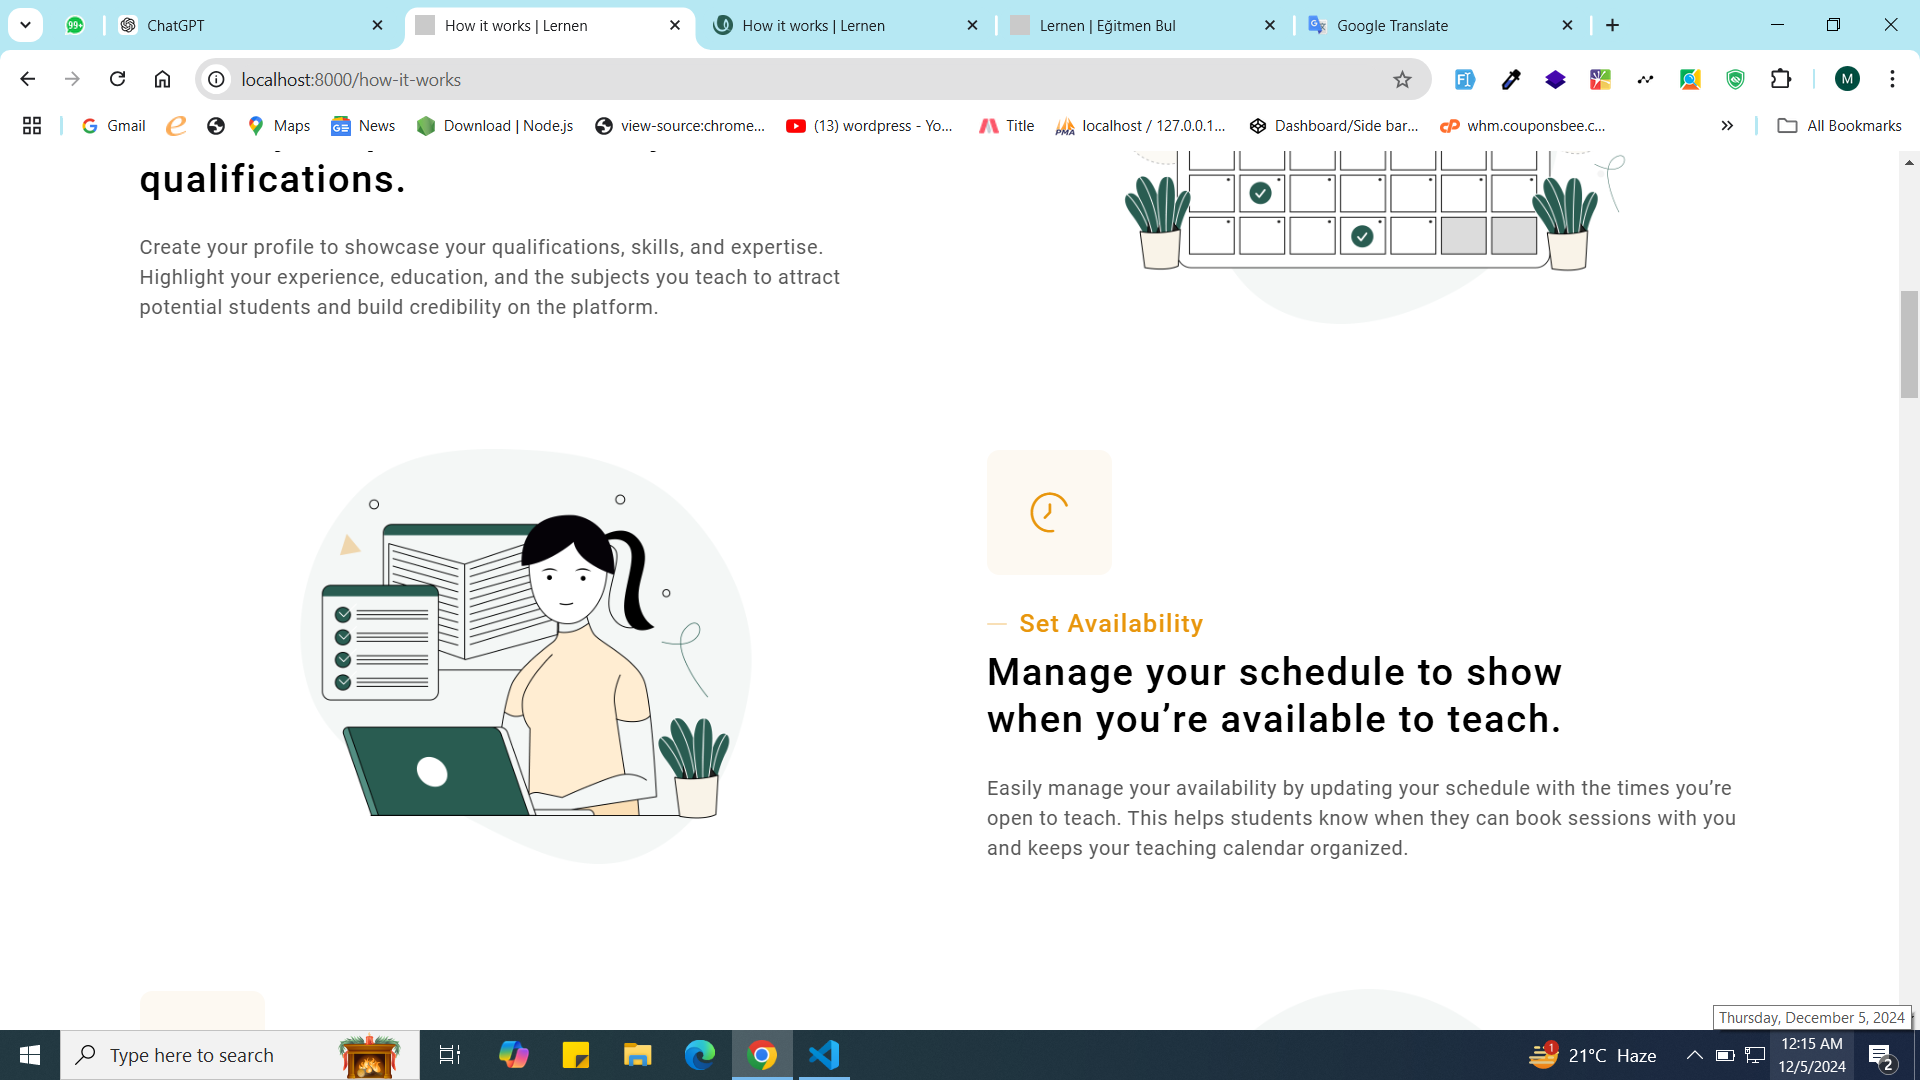 99+
ChatGPT
How it works | Lernen
How it works | Lernen
Lernen | Eğitmen Bul
Google Translate
localhost:8000/how-it-works
M
Gmail
Maps
News
Download | Node.js
view-source:chrome...
(13) wordpress - Yo...
Title
PMA
localhost / 127.0.0.1...
Dashboard/Side bar...
cP
whm.couponsbee.c...
All Bookmarks
qualifications.
Create your profile to showcase your qualifications, skills, and expertise.
Highlight your experience, education, and the subjects you teach to attract
potential students and build credibility on the platform.
Set Availability
Manage your schedule to show
when you’re available to teach.
Easily manage your availability by updating your schedule with the times you’re
open to teach. This helps students know when they can book sessions with you
and keeps your teaching calendar organized.
Thursday, December 5, 2024
Type here to search
1
21°C Haze
12:15 AM
12/5/2024
2